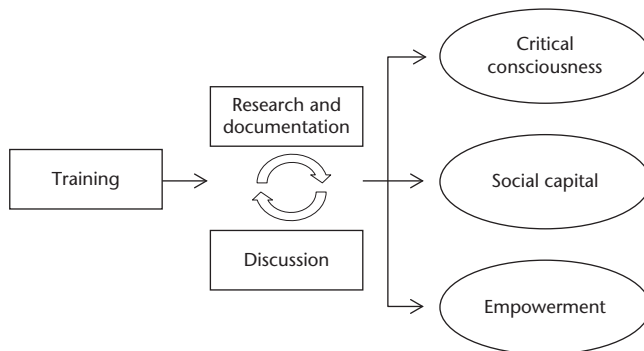 Critical
consciousness
Research and
documentation
Training
Social capital
Discussion
Empowerment